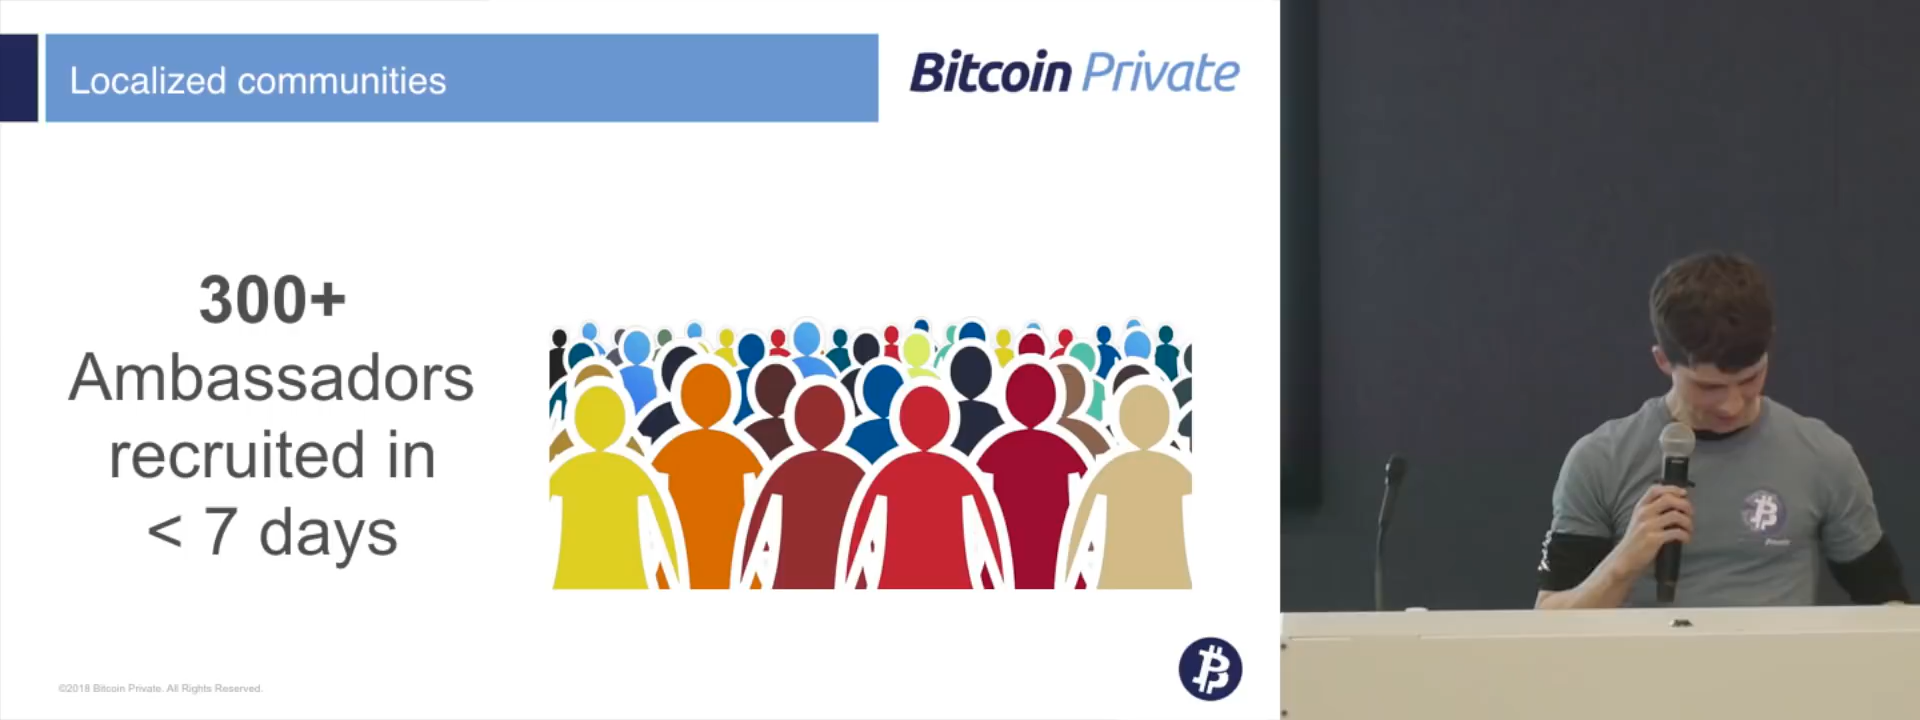 Localized communities
Bitcoin Private
300+
Ambassadors
recruited in
< 7 days
©2018 Bitcoin Private. All Rights Reserved.